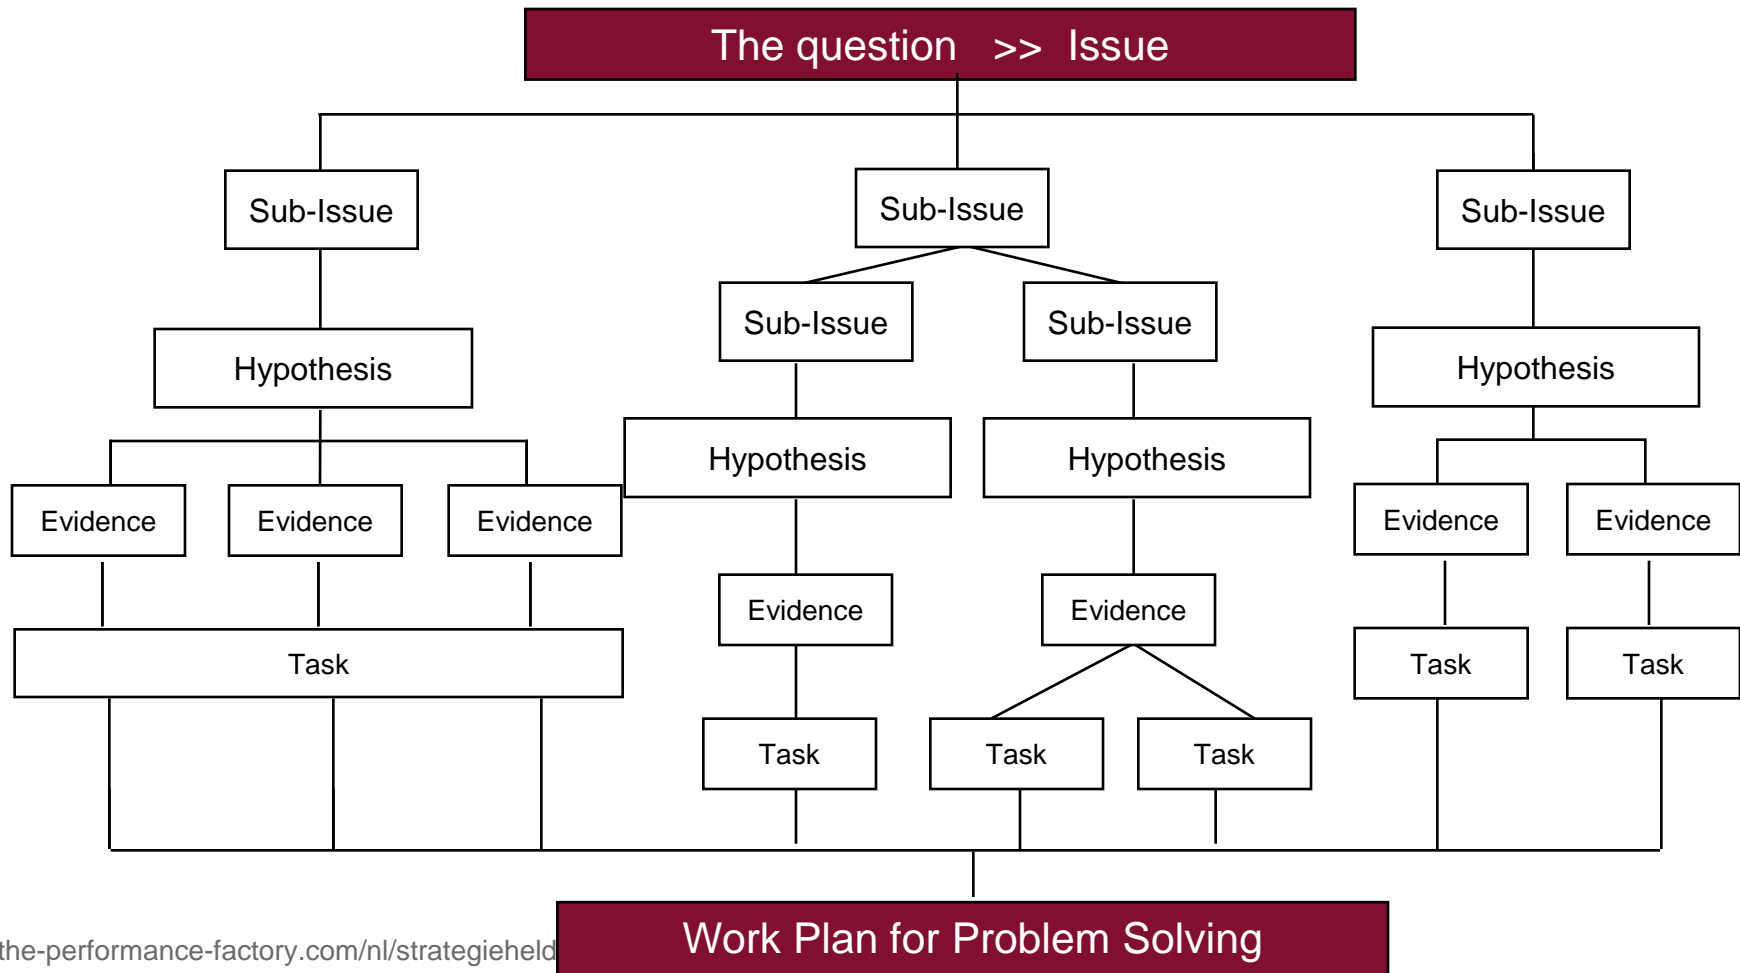 The question >> Issue
Sub-Issue
Sub-Issue
Sub-Issue
Sub-Issue
Sub-Issue
Hypothesis
Hypothesis
Hypothesis
Hypothesis
Evidence
Evidence
Evidence
Evidence
Evidence
Evidence
Evidence
Task
Task
Task
Task
Task
Task
Work Plan for Problem Solving
the-performance-factory.com/nl/strategieheld